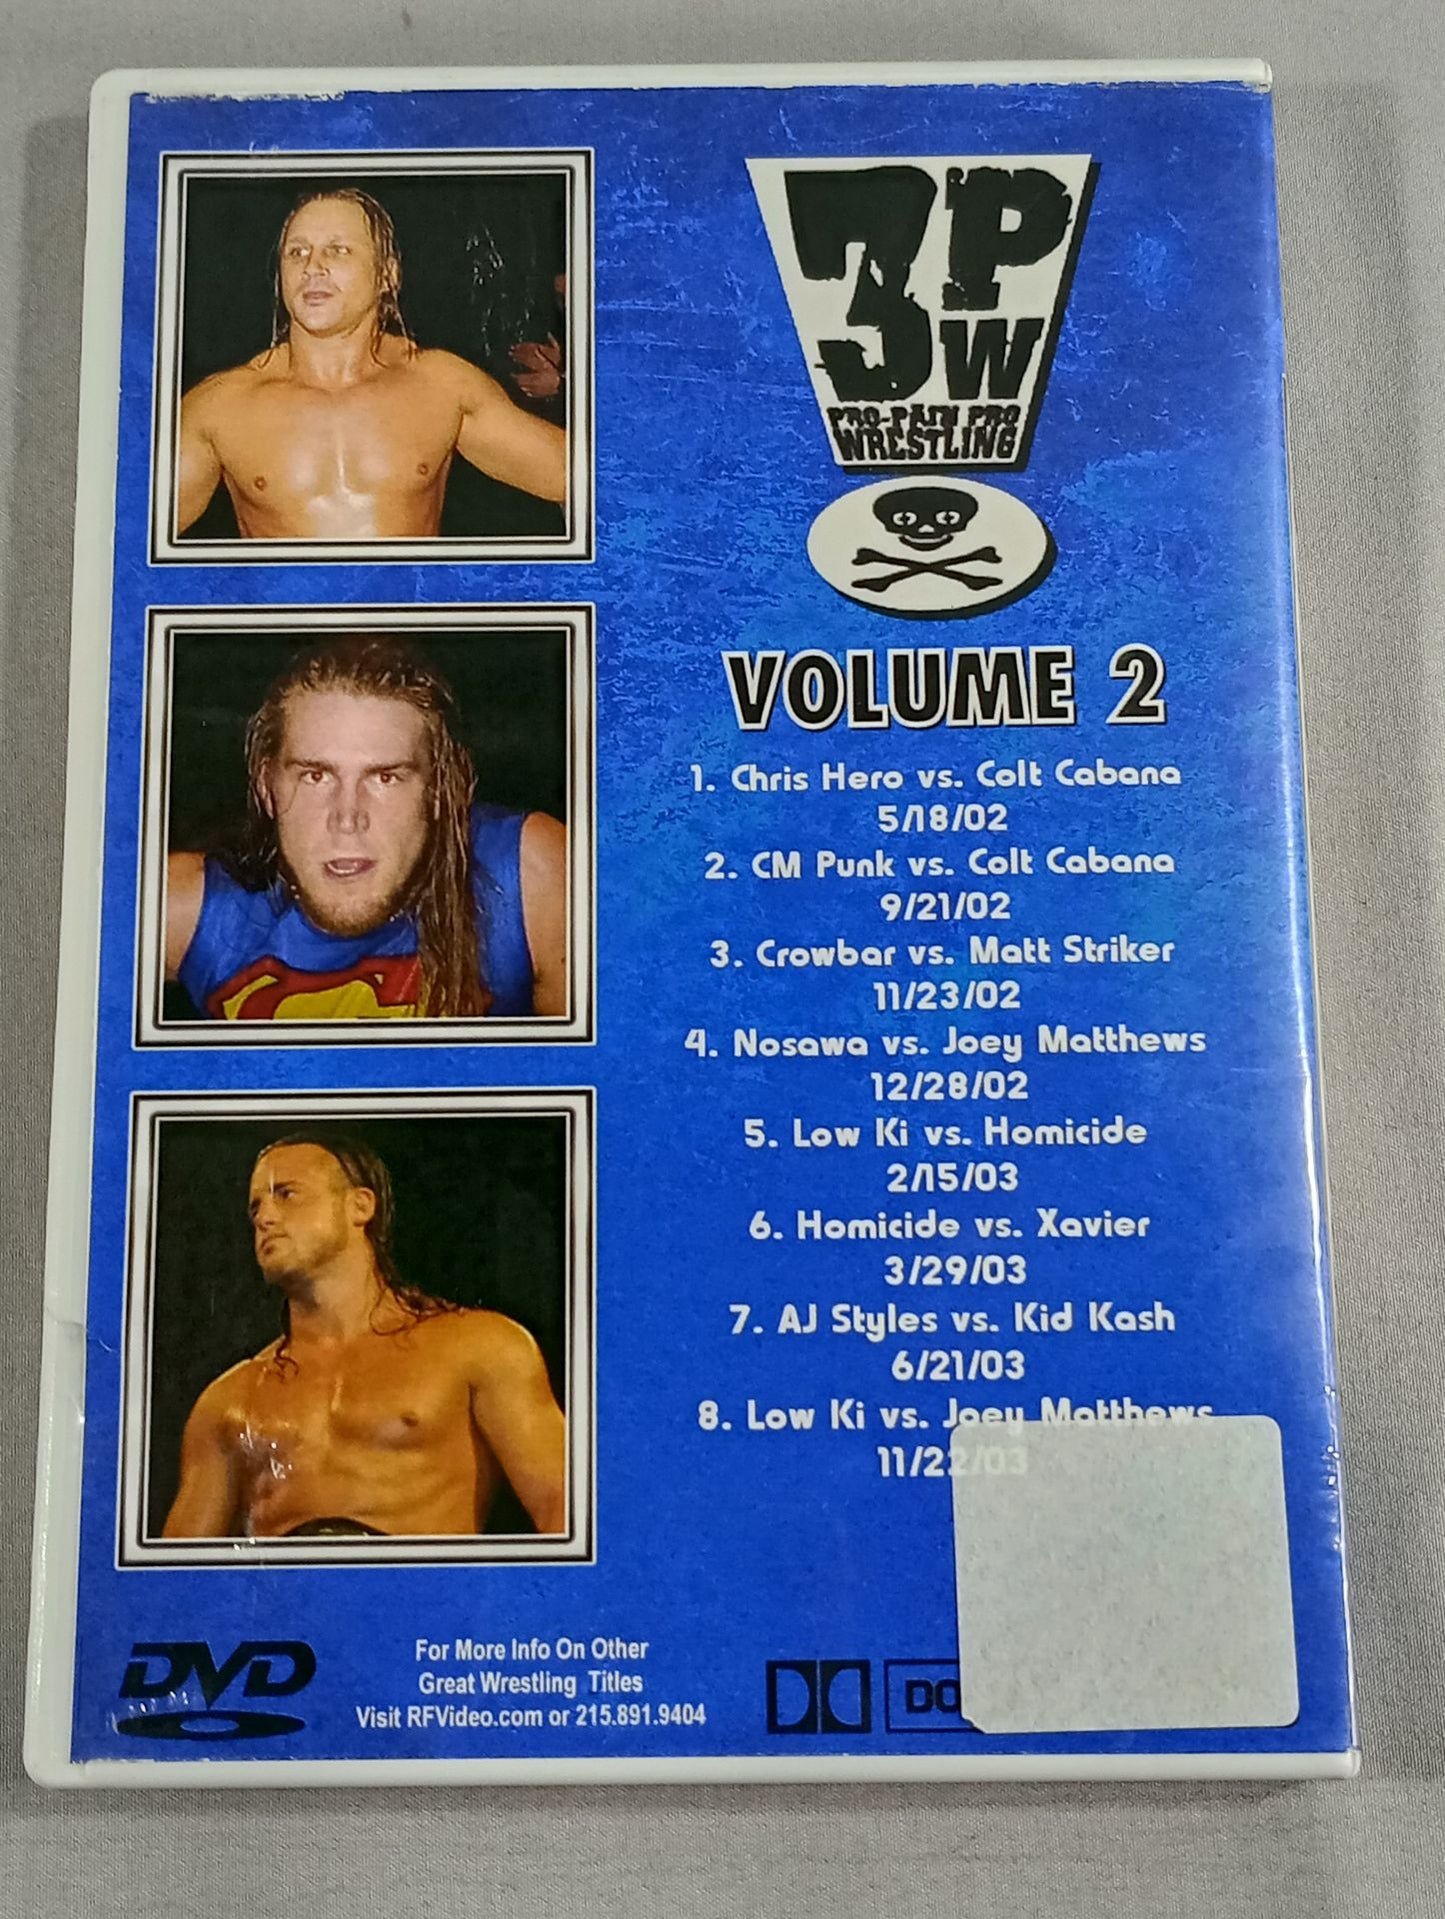 3PW
PRO-PAIN PRO
WRESTLING
VOLUME 2
1. Chris Hero vs. Colt Cabana
5/18/02
2. CM Punk vs. Colt Cabana
9/21/02
3. Crowbar vs. Matt Striker
11/23/02
4. Nosawa vs. Joey Matthews
12/28/02
5. Low Ki vs. Homicide
2/15/03
6. Homicide vs. Xavier
3/29/03
7. AJ Styles vs. Kid Kash
6/21/03
8. Low Ki vs. Joey Matthews
11/22/03
DVD
For More Info On Other
Great Wrestling Titles
Visit RFVideo.com or 215.891.9404